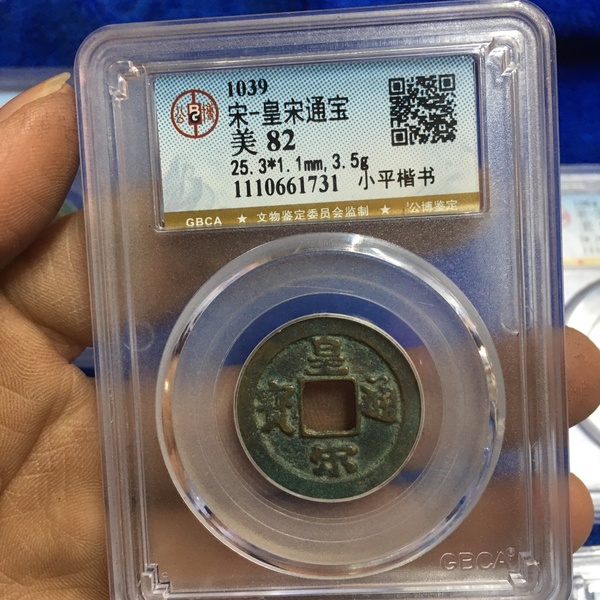 1039
公 B 博
宋-皇宋通宝
美 82
25.3*1.1mm,3.5g
1110661731 小平楷书
GBCA ★ 文物鉴定委员会监制 ★ 公博鉴定
皇
寳 通
宋
GBCA®